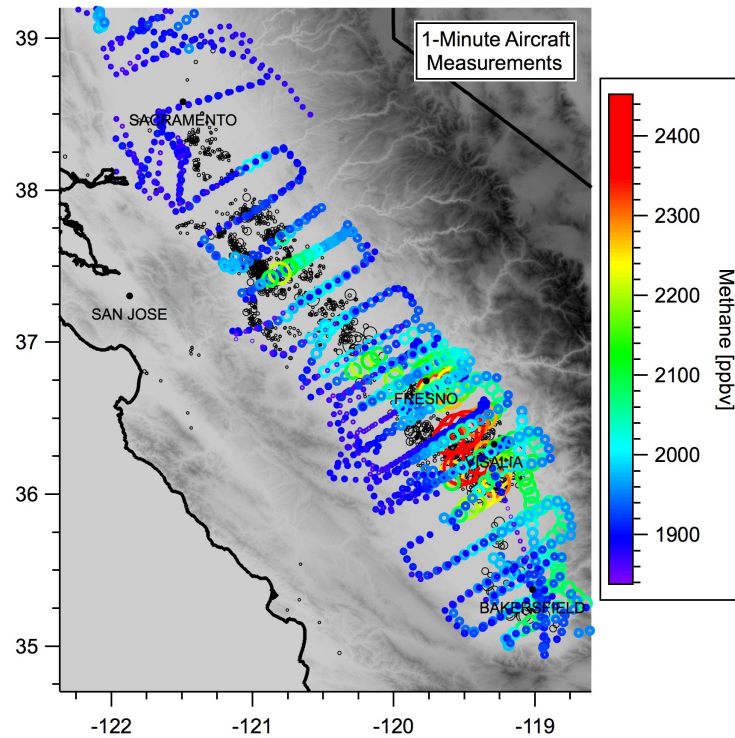 1-Minute Aircraft
Measurements
39
38
37
36
35
-122
-121
-120
-119
SACRAMENTO
SAN JOSE
FRESNO
VISALIA
BAKERSFIELD
2400
2300
2200
2100
2000
1900
Methane [ppbv]